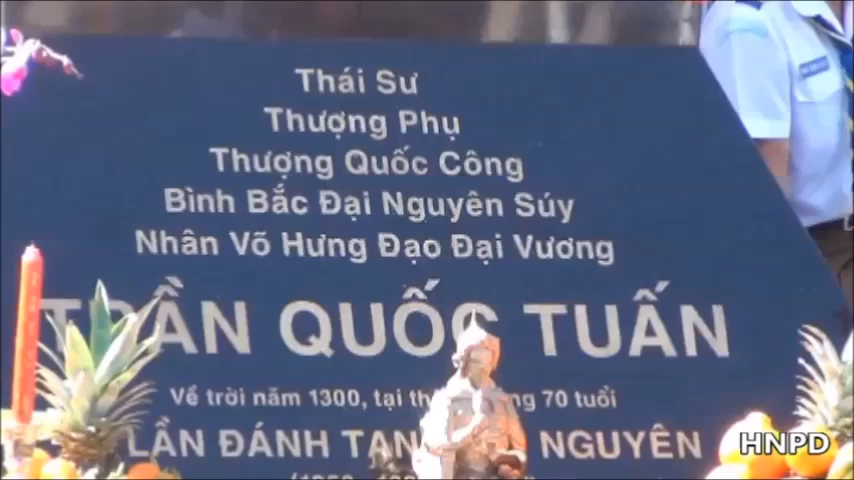 Thái Sư
Thượng Phụ
Thượng Quốc Công
Bình Bắc Đại Nguyên Súy
Nhân Võ Hưng Đạo Đại Vương
TRẦN QUỐC TUẤN
Về trời năm 1300, tại 70 tuổi
LẦN ĐÁNH NGUYÊN
HNPD